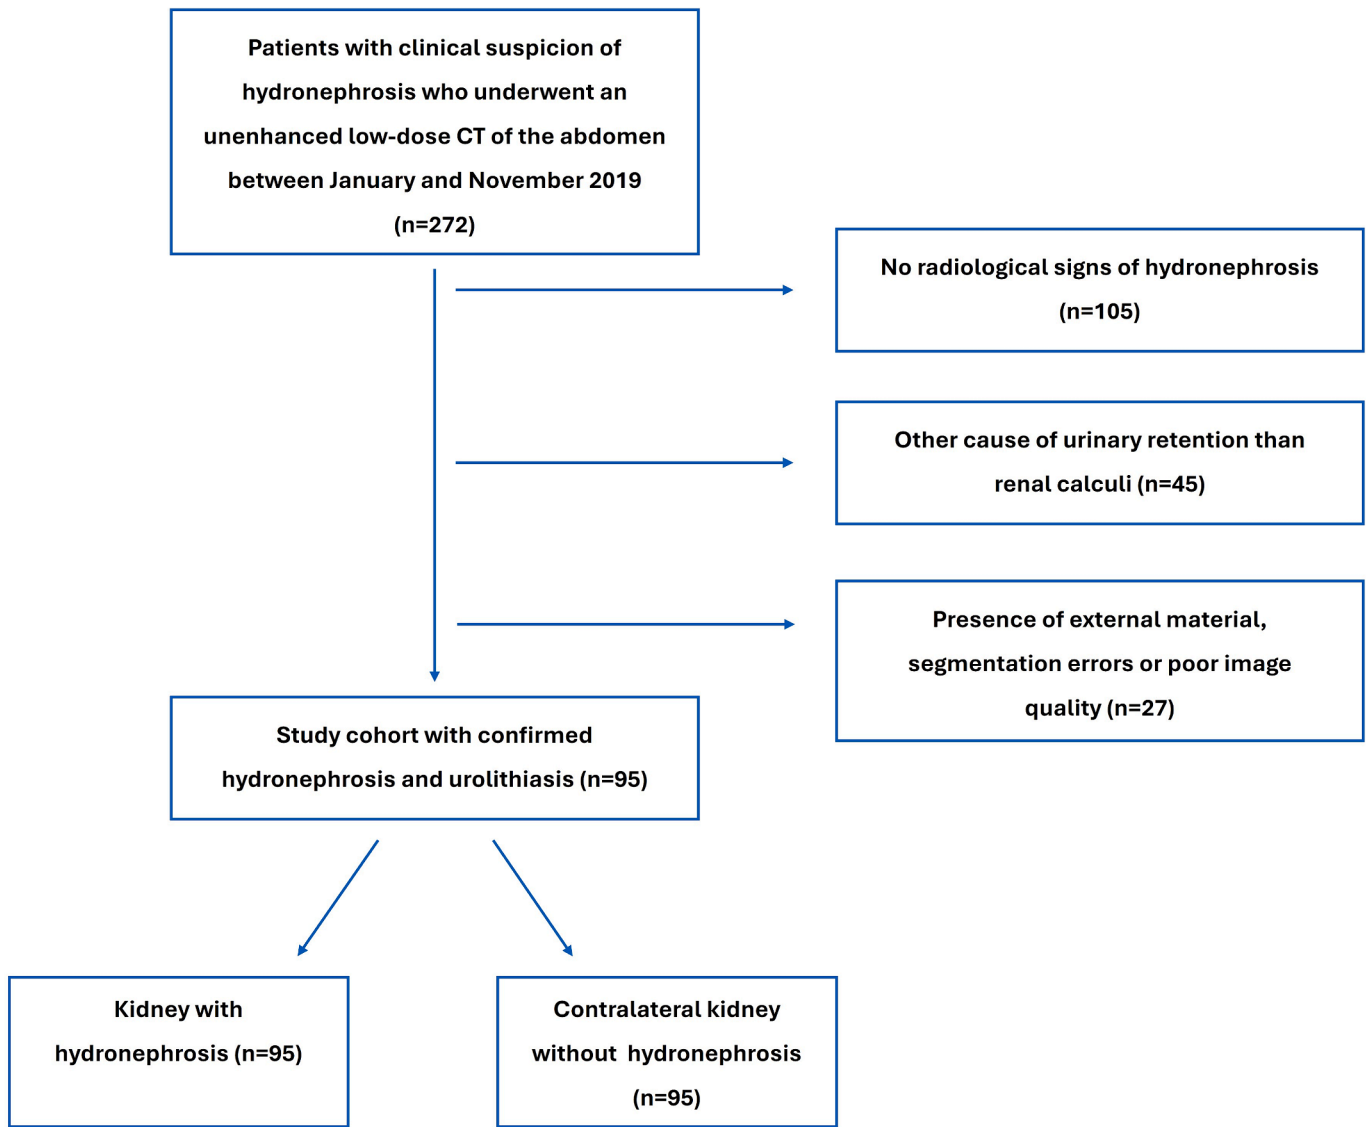 Patients with clinical suspicion of
hydronephrosis who underwent an
unenhanced low-dose CT of the abdomen
between January and November 2019
(n=272)
No radiological signs of hydronephrosis
(n=105)
Other cause of urinary retention than
renal calculi (n=45)
Presence of external material,
segmentation errors or poor image
quality (n=27)
Study cohort with confirmed
hydronephrosis and urolithiasis (n=95)
Kidney with
hydronephrosis (n=95)
Contralateral kidney
without hydronephrosis
(n=95)